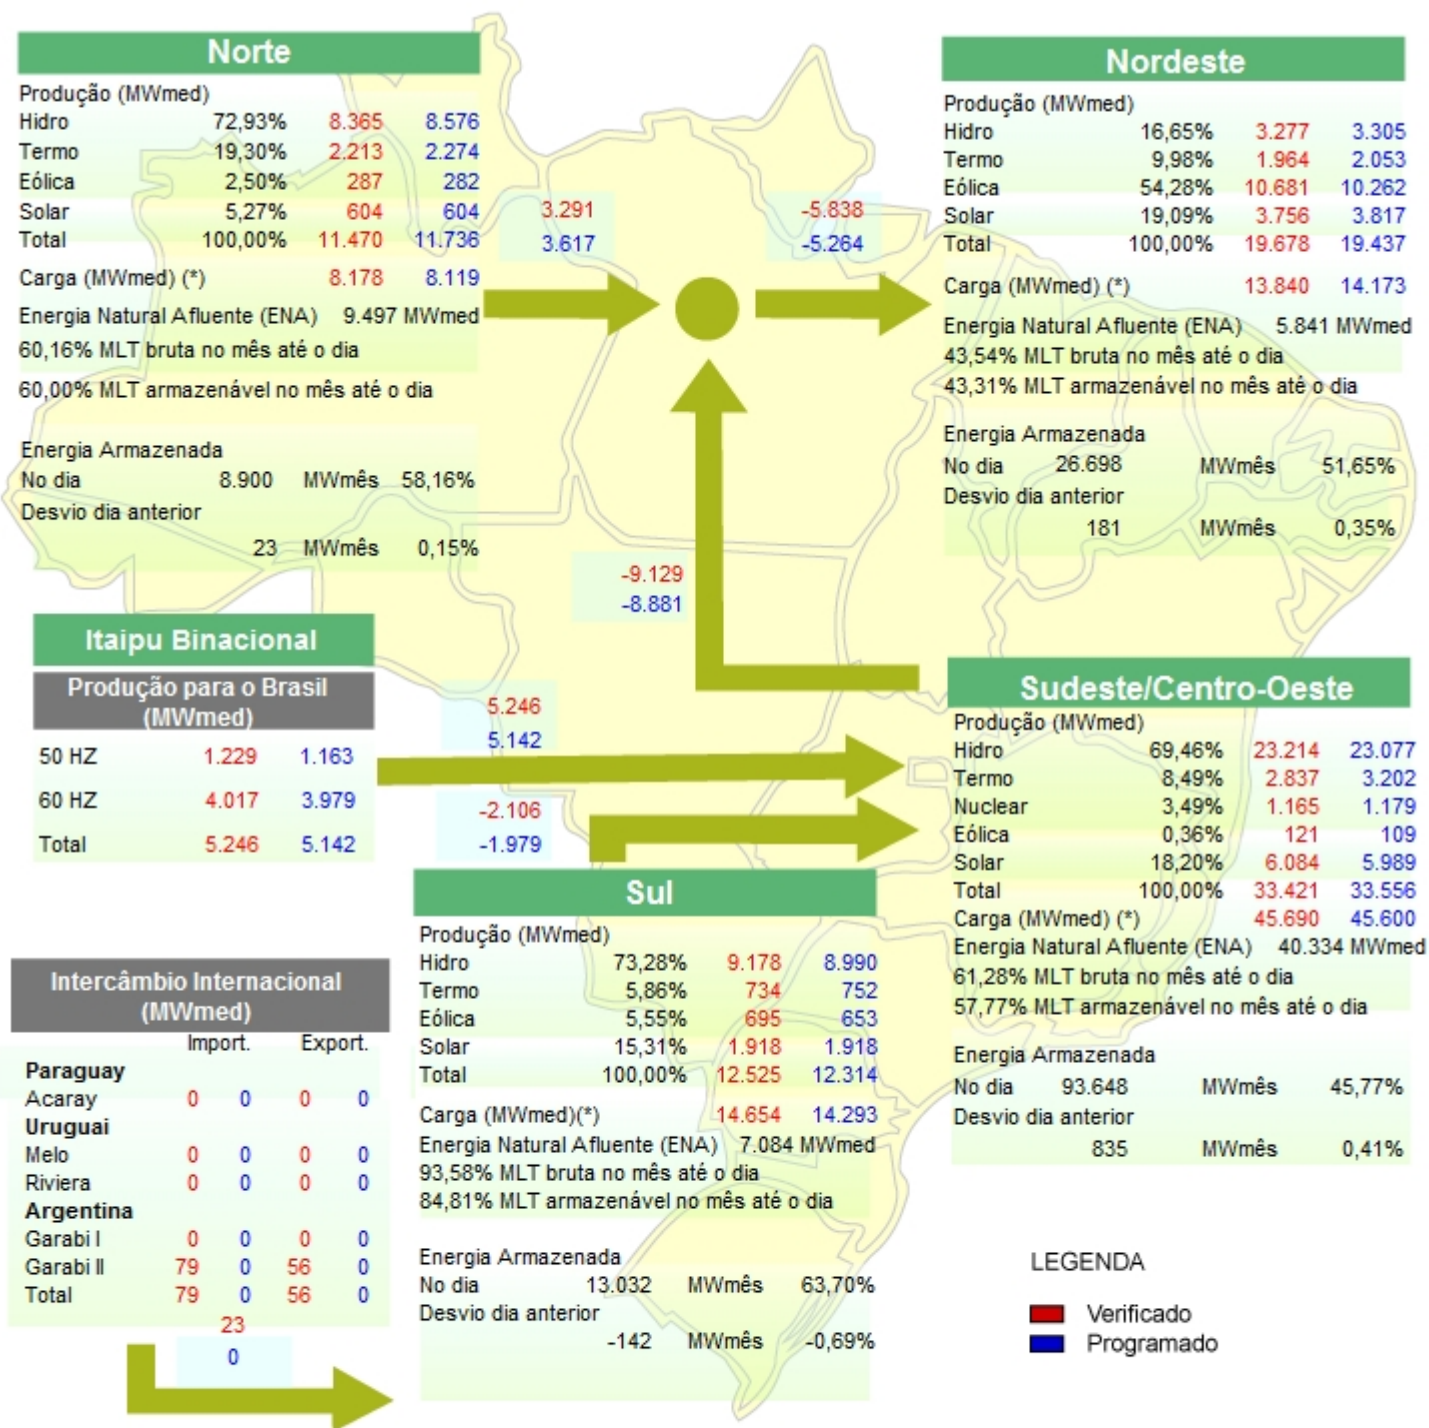 Norte
Produção (MWmed)
Hidro 72,93% 8.365 8.576
Termo 19,30% 2.213 2.274
Eólica 2,50% 287 282
Solar 5,27% 604 604
Total 100,00% 11.470 11.736
Carga (MWmed) (*) 8.178 8.119
Energia Natural Afluente (ENA) 9.497 MWmed
60,16% MLT bruta no mês até o dia
60,00% MLT armazenável no mês até o dia
Energia Armazenada
No dia 8.900 MWmês 58,16%
Desvio dia anterior
23 MWmês 0,15%
3.291
3.617
-5.838
-5.264
Nordeste
Produção (MWmed)
Hidro 16,65% 3.277 3.305
Termo 9,98% 1.964 2.053
Eólica 54,28% 10.681 10.262
Solar 19,09% 3.756 3.817
Total 100,00% 19.678 19.437
Carga (MWmed) (*) 13.840 14.173
Energia Natural Afluente (ENA) 5.841 MWmed
43,54% MLT bruta no mês até o dia
43,31% MLT armazenável no mês até o dia
Energia Armazenada
No dia 26.698 MWmês 51,65%
Desvio dia anterior
181 MWmês 0,35%
-9.129
-8.881
Itaipu Binacional
Produção para o Brasil
(MWmed)
50 HZ 1.229 1.163
60 HZ 4.017 3.979
Total 5.246 5.142
5.246
5.142
-2.106
-1.979
Sudeste/Centro-Oeste
Produção (MWmed)
Hidro 69,46% 23.214 23.077
Termo 8,49% 2.837 3.202
Nuclear 3,49% 1.165 1.179
Eólica 0,36% 121 109
Solar 18,20% 6.084 5.989
Total 100,00% 33.421 33.556
Carga (MWmed) (*) 45.690 45.600
Energia Natural Afluente (ENA) 40.334 MWmed
61,28% MLT bruta no mês até o dia
57,77% MLT armazenável no mês até o dia
Energia Armazenada
No dia 93.648 MWmês 45,77%
Desvio dia anterior
835 MWmês 0,41%
Sul
Produção (MWmed)
Hidro 73,28% 9.178 8.990
Termo 5,86% 734 752
Eólica 5,55% 695 653
Solar 15,31% 1.918 1.918
Total 100,00% 12.525 12.314
Carga (MWmed)(*) 14.654 14.293
Energia Natural Afluente (ENA) 7.084 MWmed
93,58% MLT bruta no mês até o dia
84,81% MLT armazenável no mês até o dia
Energia Armazenada
No dia 13.032 MWmês 63,70%
Desvio dia anterior
-142 MWmês -0,69%
Intercâmbio Internacional
(MWmed)
Import. Export.
Paraguay
Acaray 0 0 0 0
Uruguai
Melo 0 0 0 0
Riviera 0 0 0 0
Argentina
Garabi I 0 0 0 0
Garabi II 79 0 56 0
Total 79 0 56 0
23
0
LEGENDA
Verificado
Programado